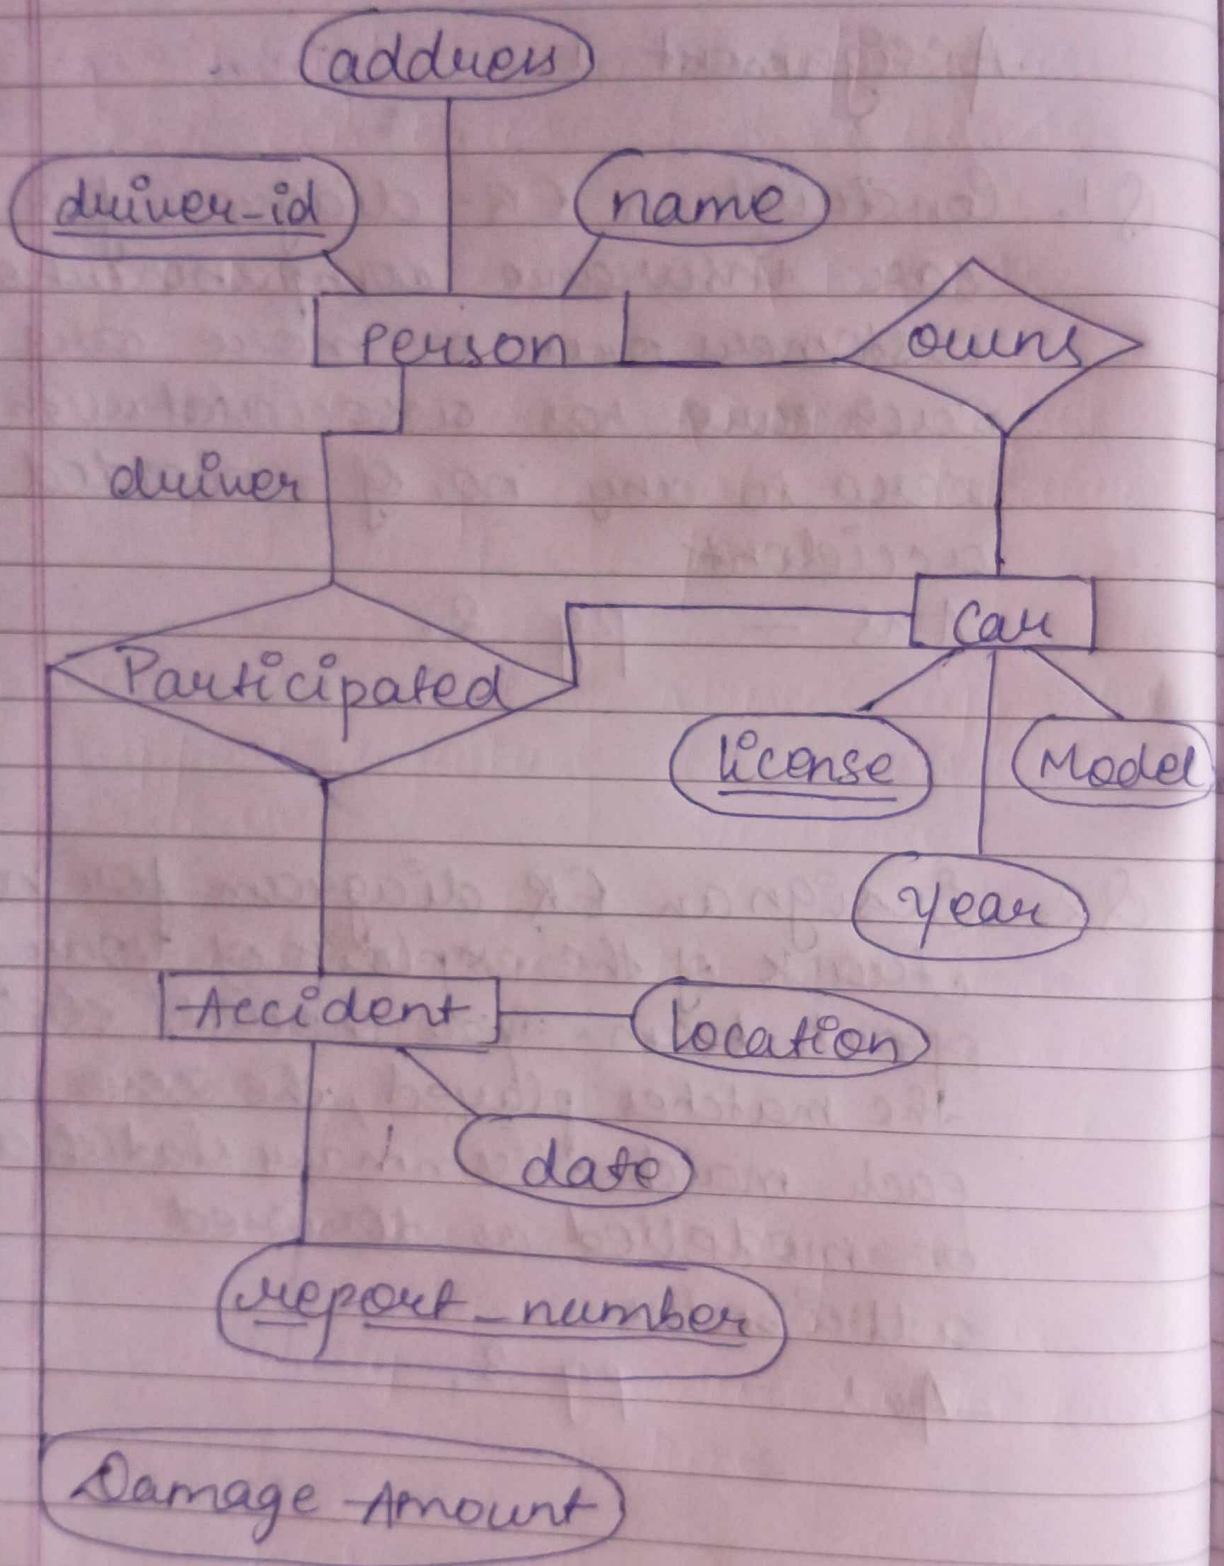 address
driver-id
name
Person
owns
driver
Participated
Car
license
Model
Year
Accident
location
date
report_number
Damage Amount